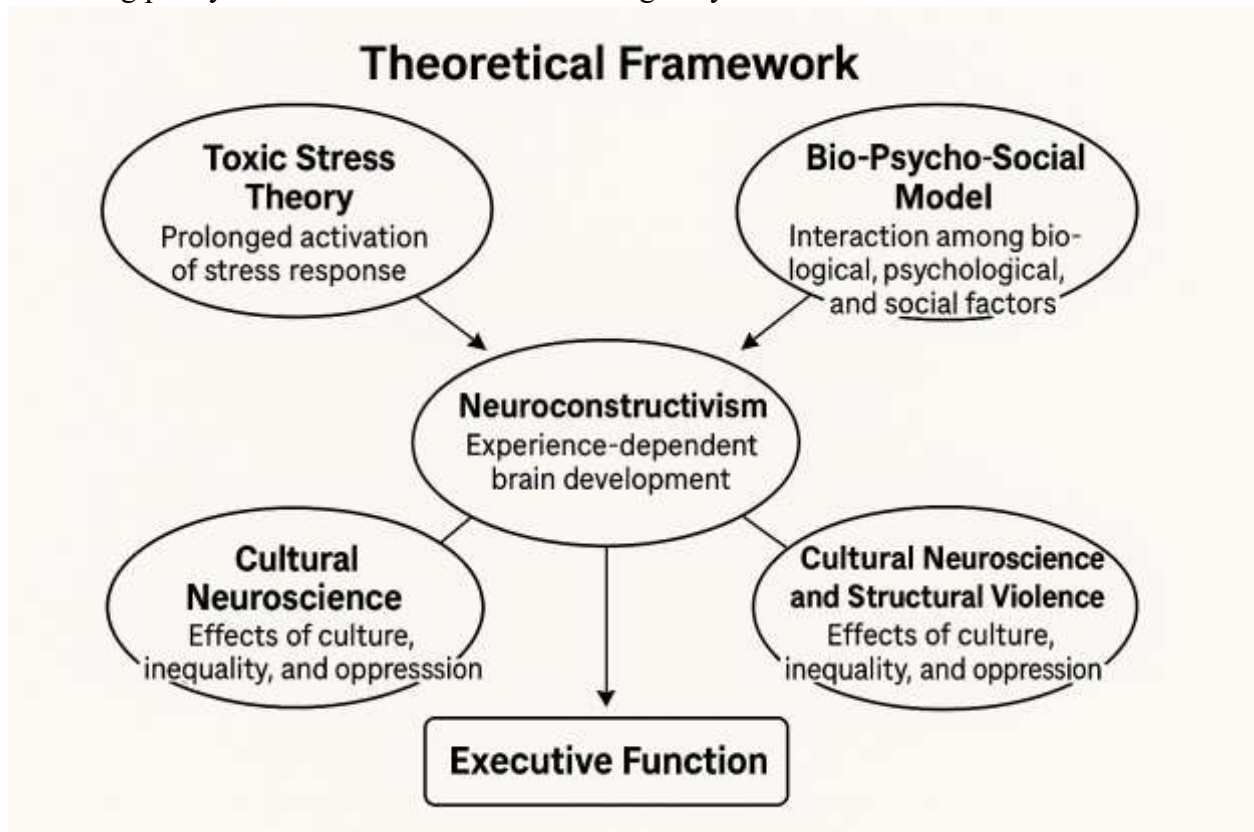 Theoretical Framework
Toxic Stress
Theory
Prolonged activation
of stress response
Bio-Psycho-Social
Model
Interaction among bio-
logical, psychological,
and social factors
Neuroconstructivism
Experience-dependent
brain development
Cultural
Neuroscience
Effects of culture,
inequality, and oppresssion
Cultural Neuroscience
and Structural Violence
Effects of culture,
inequality, and oppression
Executive Function